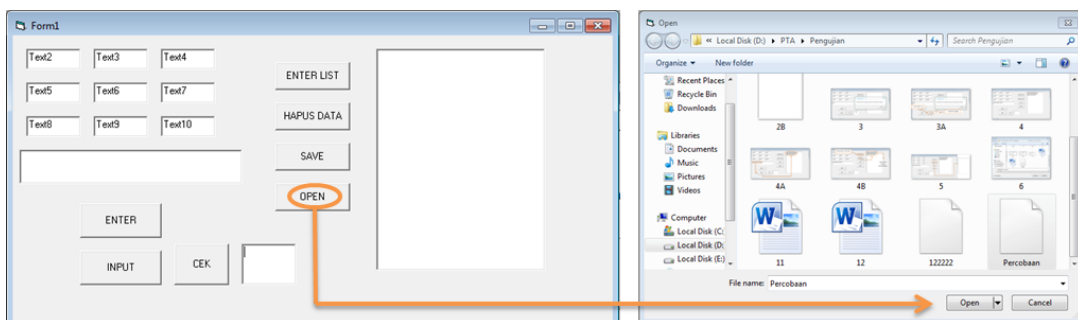 Form1
Text2 Text3 Text4
Text5 Text6 Text7
Text8 Text9 Text10
ENTER LIST
HAPUS DATA
SAVE
OPEN
ENTER
INPUT
CEK
Open
« Local Disk (D:) ▸ PTA ▸ Pengujian
Search Pengujian
Organize
New folder
Recent Places
Recycle Bin
Downloads
Libraries
Documents
Music
Pictures
Videos
Computer
Local Disk (C:
Local Disk (D:
Local Disk (E:)
2B 3 3A 4
4A 4B 5 6
11 12 122222 Percobaan
File name: Percobaan
Open
Cancel